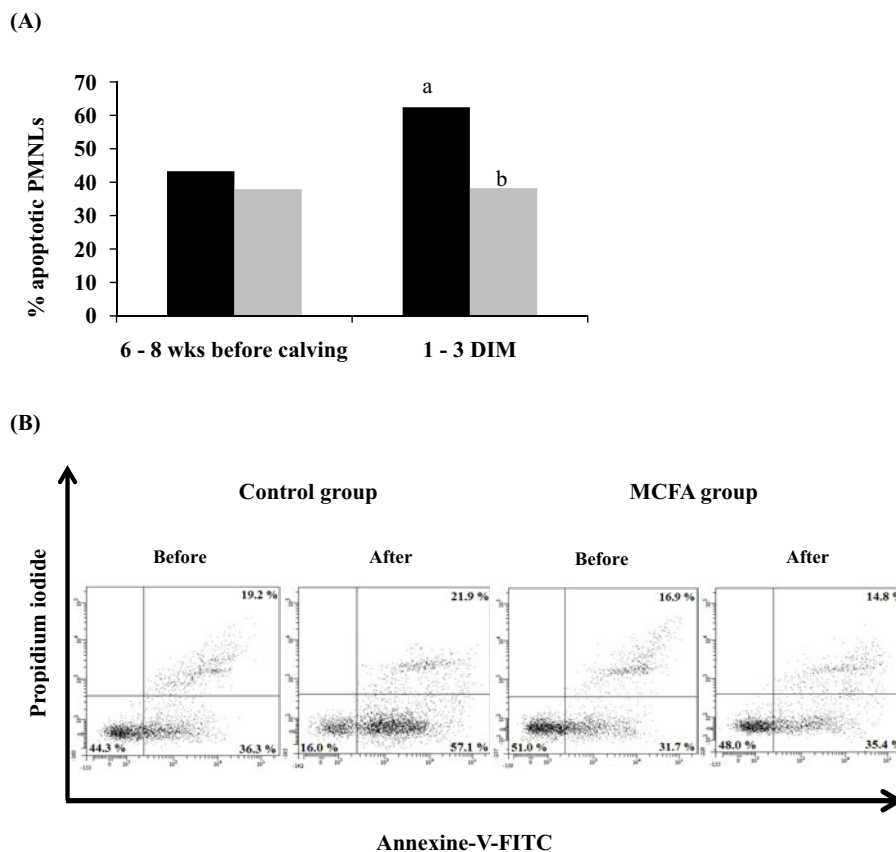 (A)
70
60
50
40
30
20
10
0
% apoptotic PMNLs
a
b
6 - 8 wks before calving
1 - 3 DIM
(B)
Control group
MCFA group
Before
After
Before
After
19.2 %
21.9 %
16.9 %
14.8 %
44.3 %
36.3 %
16.0 %
57.1 %
51.0 %
31.7 %
48.0 %
35.4 %
Propidium iodide
Annexine-V-FITC